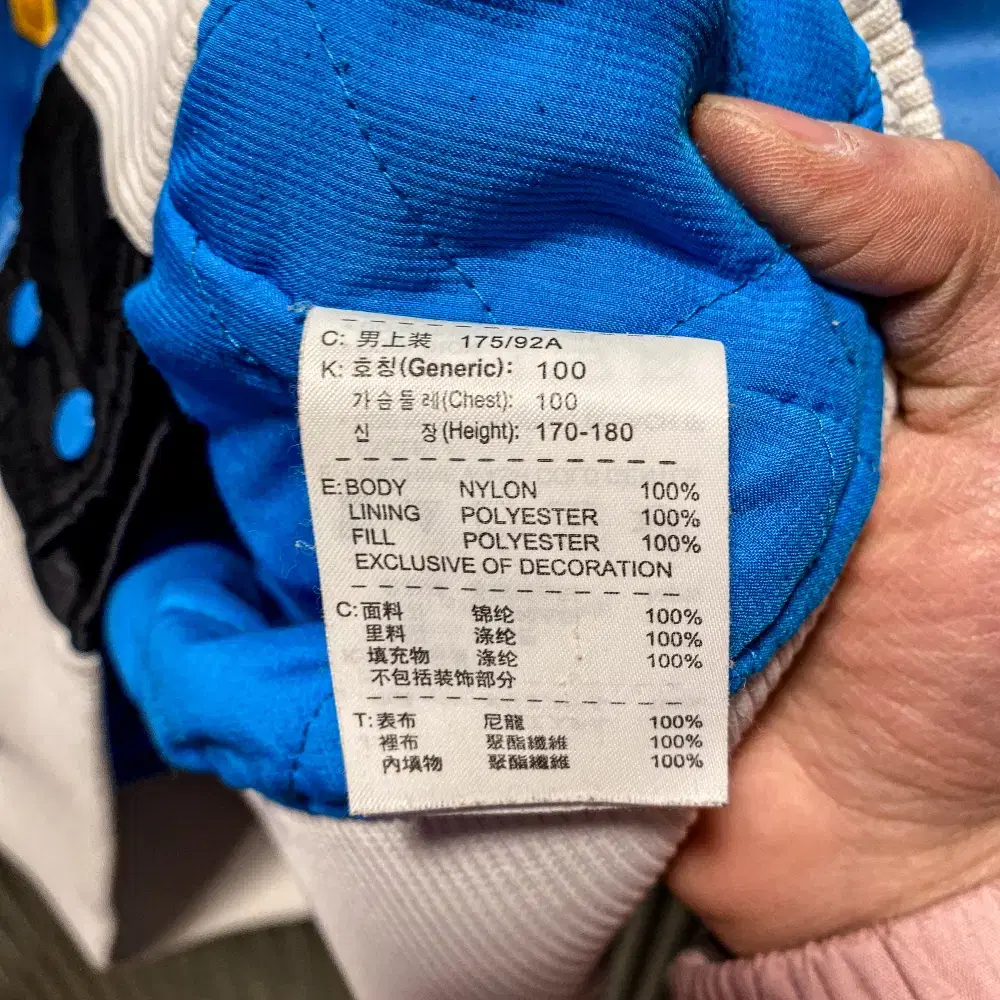 C: 男上装 175/92A
K: 호칭(Generic): 100
가슴둘레(Chest): 100
신 장(Height): 170-180
E: BODY NYLON 100%
LINING POLYESTER 100%
FILL POLYESTER 100%
EXCLUSIVE OF DECORATION
C: 面料 锦纶 100%
里料 涤纶 100%
填充物 涤纶 100%
不包括装饰部分
T: 表布 尼龍 100%
裡布 聚酯纖維 100%
內填物 聚酯纖維 100%